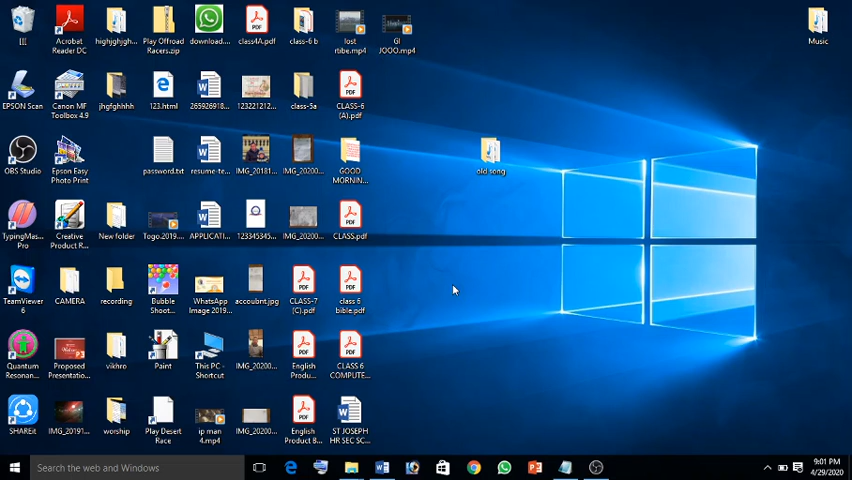 Acrobat
Reader DC
highjghjgh...
Play Offroad
Racers.zip
download....
class4A.pdf
class-6 b
lost
rtibe.mp4
GI
JOOO.mp4
Music
EPSON Scan
Canon MF
Toolbox 4.9
jhgfghhhh
123.html
265926918...
123221212...
class-5a
CLASS-6
(A).pdf
OBS Studio
Epson Easy
Photo Print
password.txt
resume-te...
IMG_20181...
IMG_20200...
GOOD
MORNIN...
old song
TypingMas...
Pro
Creative
Product R...
New folder
Togo.2019....
APPLICATI...
123345345...
IMG_20200...
CLASS.pdf
TeamViewer
6
CAMERA
recording
Bubble
Shoot...
WhatsApp
Image 2019...
accoubnt.jpg
CLASS-7
(C).pdf
class 6
bible.pdf
Quantum
Resonan...
Proposed
Presentatio...
vikhro
Paint
This PC -
Shortcut
IMG_20200...
English
Produ...
CLASS 6
COMPUTE...
SHAREit
IMG_20191...
worship
Play Desert
Race
ip man
4.mp4
IMG_20200...
English
Product B...
ST JOSEPH
HR SEC SC...
Search the web and Windows
9:01 PM
4/29/2020